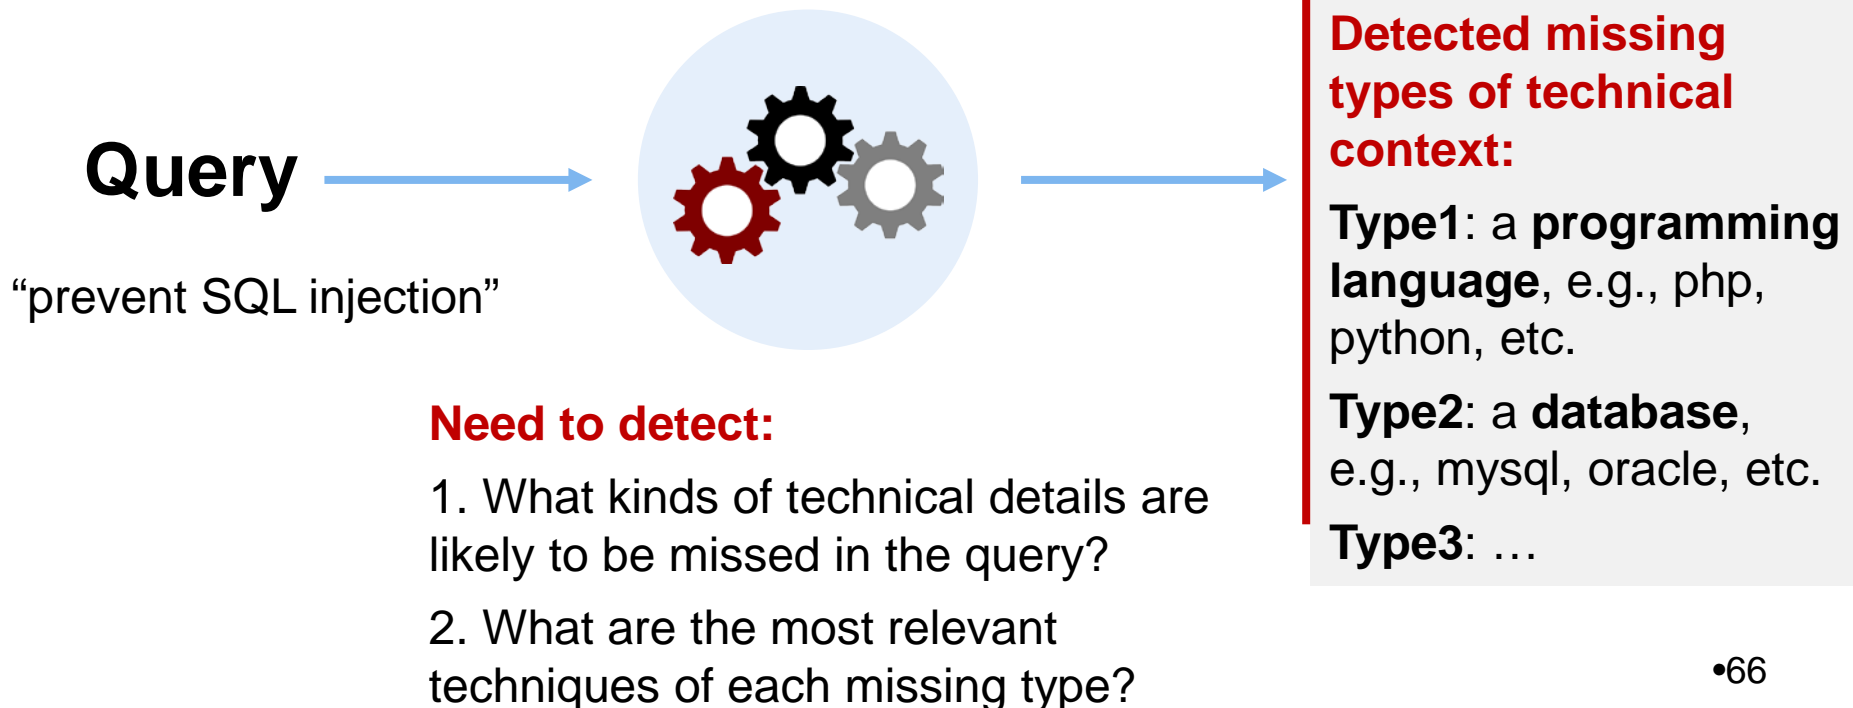 Query
“prevent SQL injection”
Need to detect:
1. What kinds of technical details are
likely to be missed in the query?
2. What are the most relevant
techniques of each missing type?
Detected missing
types of technical
context:
Type1: a programming
language, e.g., php,
python, etc.
Type2: a database,
e.g., mysql, oracle, etc.
Type3: …
•66